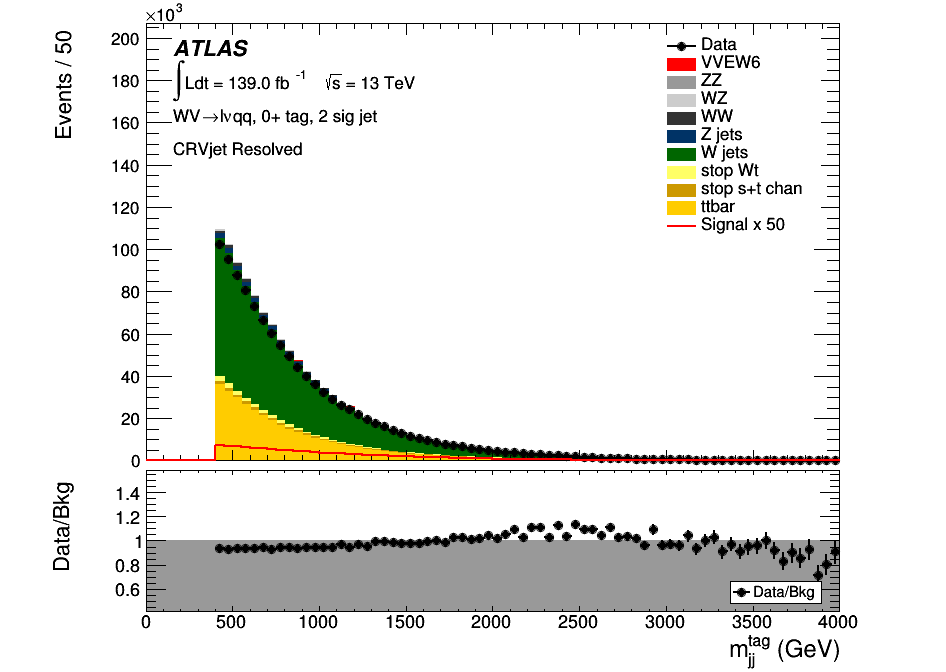 ×10³
Events / 50
200
180
160
140
120
100
80
60
40
20
0
ATLAS
∫Ldt = 139.0 fb ⁻¹ √s = 13 TeV
WV→lνqq, 0+ tag, 2 sig jet
CRVjet Resolved
Data
VVEW6
ZZ
WZ
WW
Z jets
W jets
stop Wt
stop s+t chan
ttbar
Signal x 50
Data/Bkg
1.4
1.2
1
0.8
0.6
Data/Bkg
0 500 1000 1500 2000 2500 3000 3500 4000
m_jj^tag (GeV)